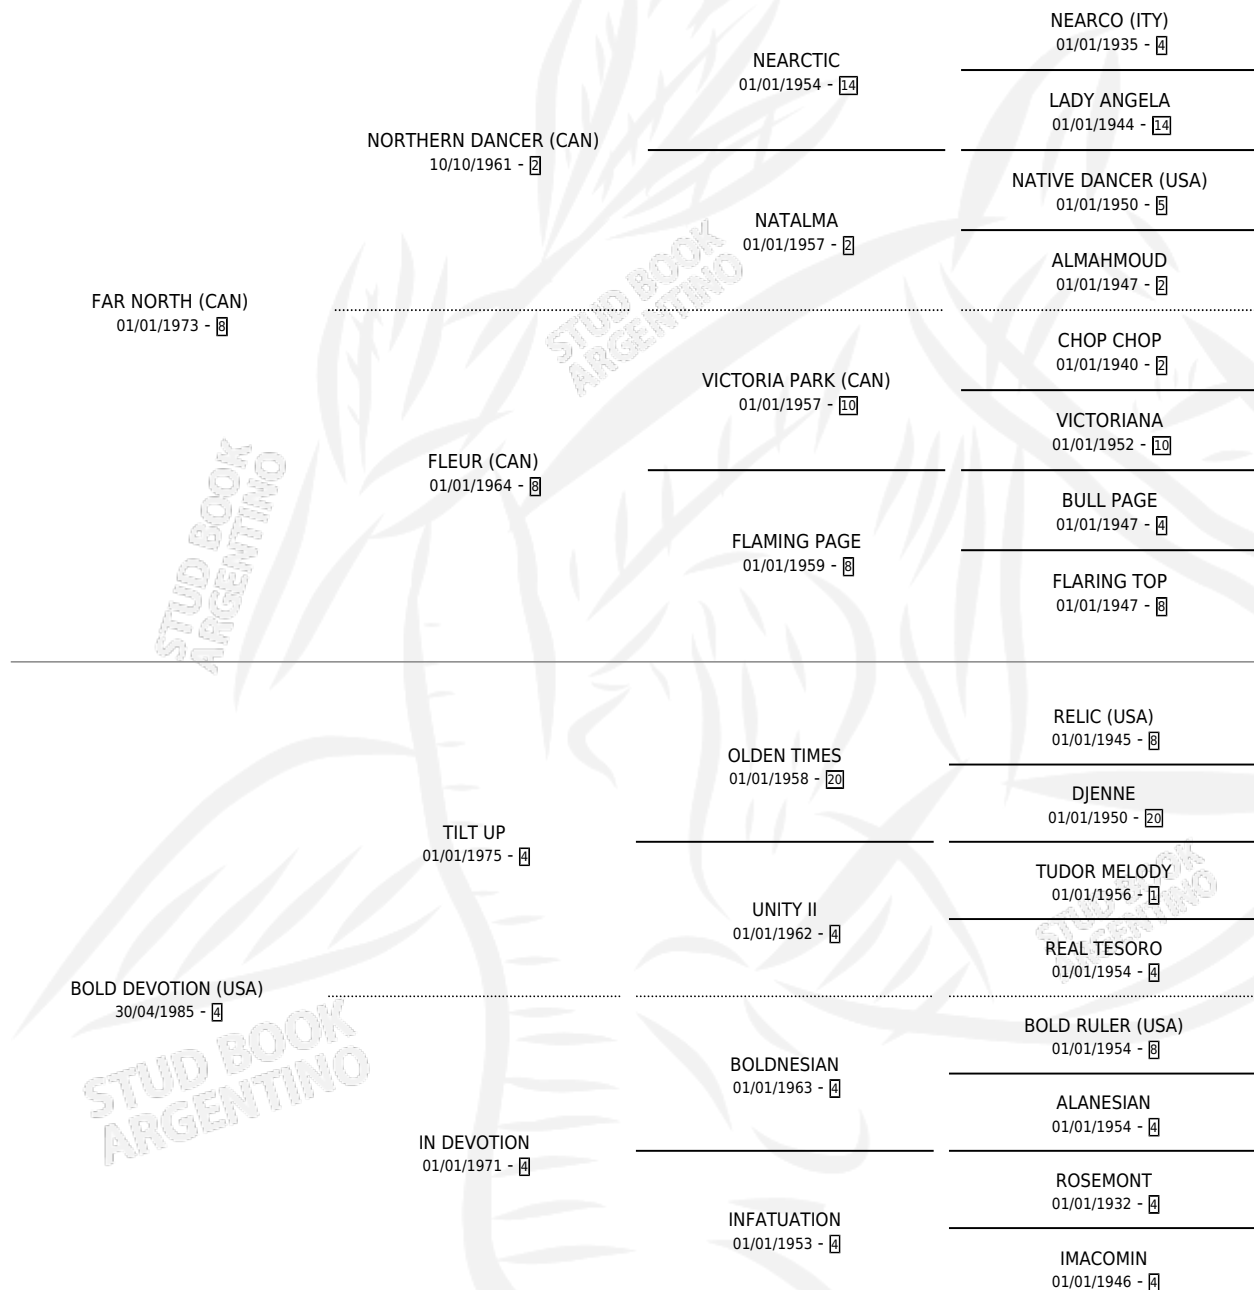 NEARCO (ITY)
01/01/1935 - 4
NEARCTIC
01/01/1954 - 14
LADY ANGELA
01/01/1944 - 14
NORTHERN DANCER (CAN)
10/10/1961 - 2
NATIVE DANCER (USA)
01/01/1950 - 5
NATALMA
01/01/1957 - 2
ALMAHMOUD
01/01/1947 - 2
FAR NORTH (CAN)
01/01/1973 - 8
CHOP CHOP
01/01/1940 - 2
VICTORIA PARK (CAN)
01/01/1957 - 10
VICTORIANA
01/01/1952 - 10
FLEUR (CAN)
01/01/1964 - 8
BULL PAGE
01/01/1947 - 4
FLAMING PAGE
01/01/1959 - 8
FLARING TOP
01/01/1947 - 8
STUD BOOK
ARGENTINO
STUD BOOK
ARGENTINO
RELIC (USA)
01/01/1945 - 8
OLDEN TIMES
01/01/1958 - 20
DJENNE
01/01/1950 - 20
TILT UP
01/01/1975 - 4
TUDOR MELODY
01/01/1956 - 1
UNITY II
01/01/1962 - 4
REAL TESORO
01/01/1954 - 4
STUD BOOK
ARGENTINO
BOLD DEVOTION (USA)
30/04/1985 - 4
BOLD RULER (USA)
01/01/1954 - 8
BOLDNESIAN
01/01/1963 - 4
ALANESIAN
01/01/1954 - 4
IN DEVOTION
01/01/1971 - 4
ROSEMONT
01/01/1932 - 4
INFATUATION
01/01/1953 - 4
IMACOMIN
01/01/1946 - 4
STUD BOOK
ARGENTINO